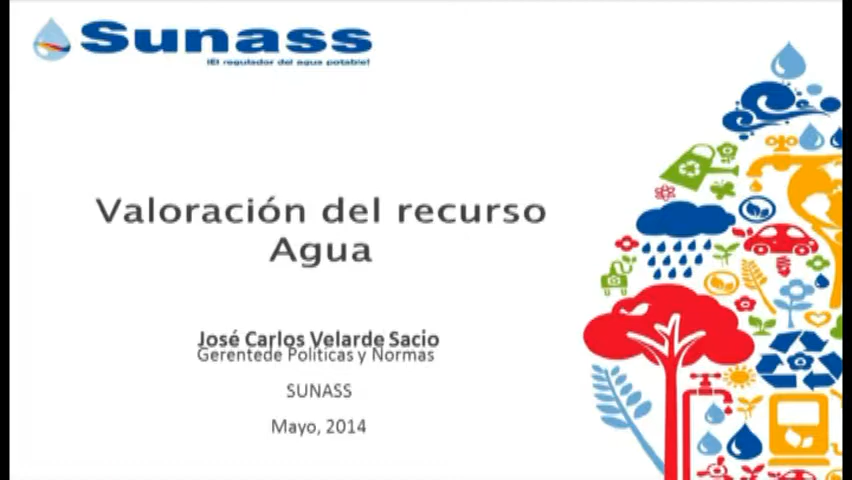 Sunass
¡El regulador del agua potable!
Valoración del recurso
Agua
José Carlos Velarde Sacio
Gerentede Políticas y Normas
SUNASS
Mayo, 2014